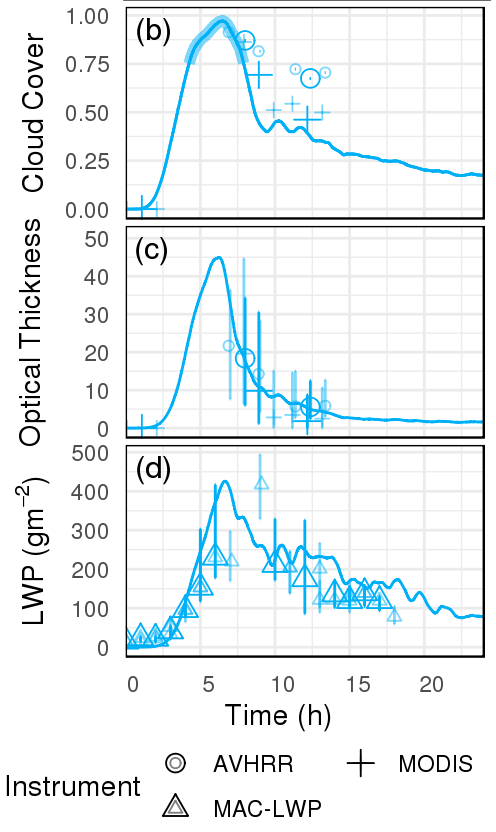 (b)
Cloud Cover
1.00
0.75
0.50
0.25
0.00
(c)
Optical Thickness
50
40
30
20
10
0
(d)
LWP (gm⁻²)
500
400
300
200
100
0
0 5 10 15 20
Time (h)
Instrument
AVHRR
MODIS
MAC-LWP